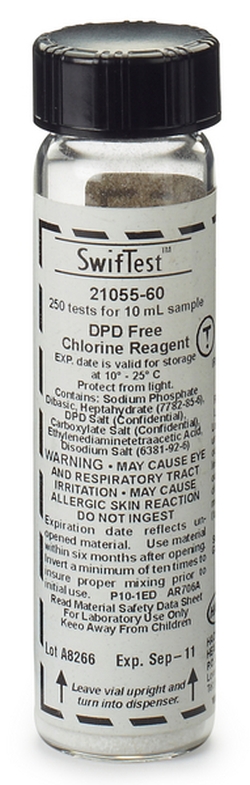 SwifTest™
21055-60
250 tests for 10 mL sample
DPD Free
Chlorine Reagent
T
EXP. date is valid for storage
at 10° - 25° C
Protect from light.
Contains: Sodium Phosphate
Dibasic, Heptahydrate (7782-85-6),
DPD Salt (Confidential),
Carboxylate Salt (Confidential),
Ethylenediaminetetraacetic Acid,
Disodium Salt (6381-92-6)
WARNING • MAY CAUSE EYE
AND RESPIRATORY TRACT
IRRITATION • MAY CAUSE
ALLERGIC SKIN REACTION
DO NOT INGEST
Expiration date reflects un-
opened material. Use material
within six months after opening.
Invert a minimum of ten times to
insure proper mixing prior to
initial use. P10-1ED AR706A
Read Material Safety Data Sheet
For Laboratory Use Only
Keep Away From Children
Lot A8266 Exp. Sep-11
Leave vial upright and
turn into dispenser.